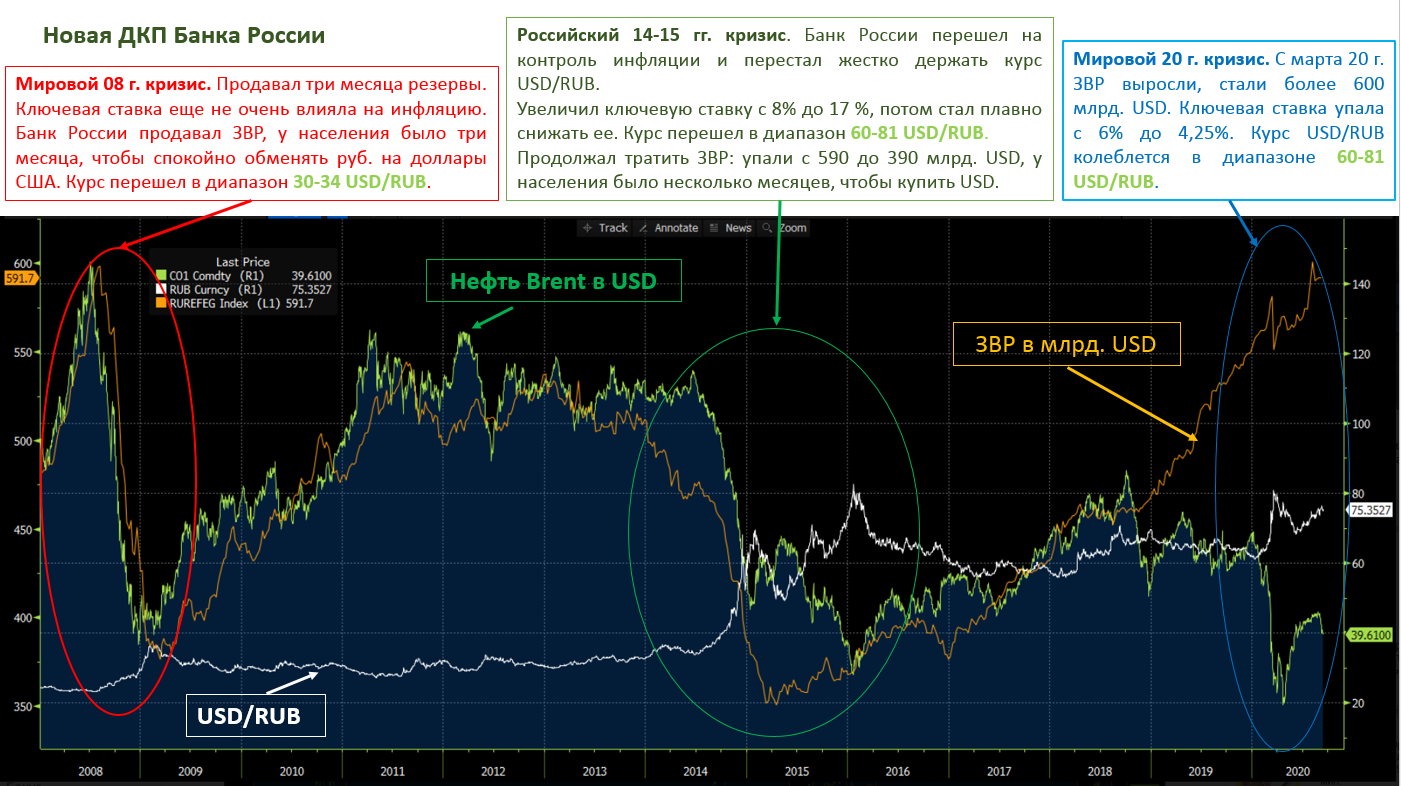 Новая ДКП Банка России
Мировой 08 г. кризис. Продавал три месяца резервы.
Ключевая ставка еще не очень влияла на инфляцию.
Банк России продавал ЗВР, у населения было три
месяца, чтобы спокойно обменять руб. на доллары
США. Курс перешел в диапазон 30-34 USD/RUB.
Российский 14-15 гг. кризис. Банк России перешел на
контроль инфляции и перестал жестко держать курс
USD/RUB.
Увеличил ключевую ставку с 8% до 17 %, потом стал плавно
снижать ее. Курс перешел в диапазон 60-81 USD/RUB.
Продолжал тратить ЗВР: упали с 590 до 390 млрд. USD, у
населения было несколько месяцев, чтобы купить USD.
Мировой 20 г. кризис. С марта 20 г.
ЗВР выросли, стали более 600
млрд. USD. Ключевая ставка упала
с 6% до 4,25%. Курс USD/RUB
колеблется в диапазоне 60-81
USD/RUB.
Track Annotate News Zoom
Last Price
CO1 Comdty (R1) 39.6100
RUB Curncy (R1) 75.3527
RUREFEG Index (L1) 591.7
Нефть Brent в USD
ЗВР в млрд. USD
USD/RUB
600
591.7
550
500
450
400
350
140
120
100
80
75.3527
60
39.6100
20
2008 2009 2010 2011 2012 2013 2014 2015 2016 2017 2018 2019 2020